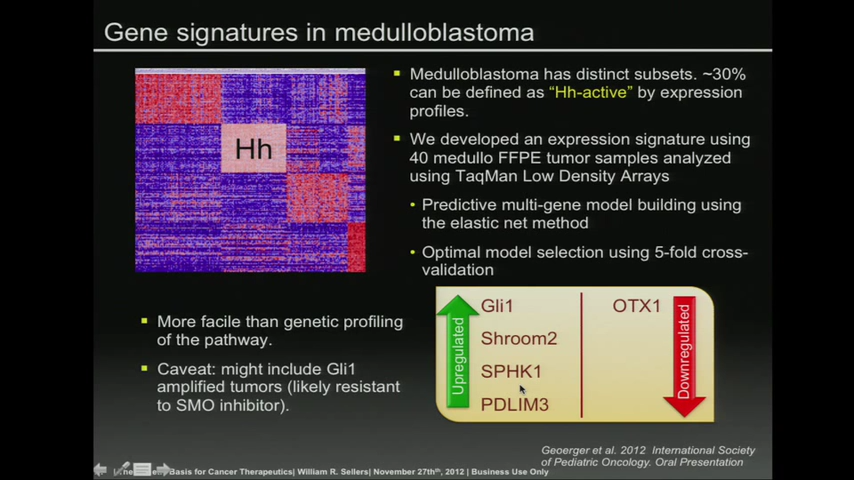 Gene signatures in medulloblastoma
Hh
Medulloblastoma has distinct subsets. ~30%
can be defined as “Hh-active” by expression
profiles.
We developed an expression signature using
40 medullo FFPE tumor samples analyzed
using TaqMan Low Density Arrays
Predictive multi-gene model building using
the elastic net method
Optimal model selection using 5-fold cross-
validation
More facile than genetic profiling
of the pathway.
Caveat: might include Gli1
amplified tumors (likely resistant
to SMO inhibitor).
Upregulated
Gli1
Shroom2
SPHK1
PDLIM3
OTX1
Downregulated
Georger et al. 2012 International Society
of Pediatric Oncology. Oral Presentation
Basis for Cancer Therapeutics| William R. Sellers| November 27th, 2012 | Business Use Only